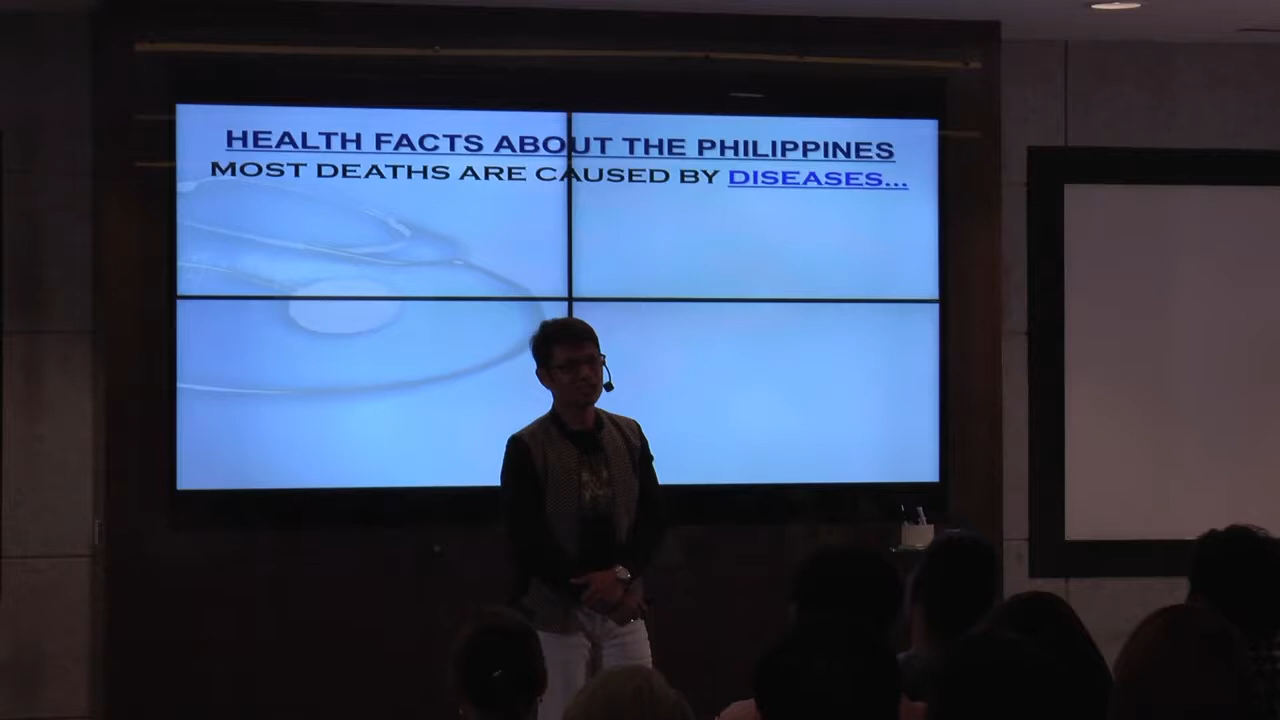 HEALTH FACTS ABOUT THE PHILIPPINES
MOST DEATHS ARE CAUSED BY DISEASES...